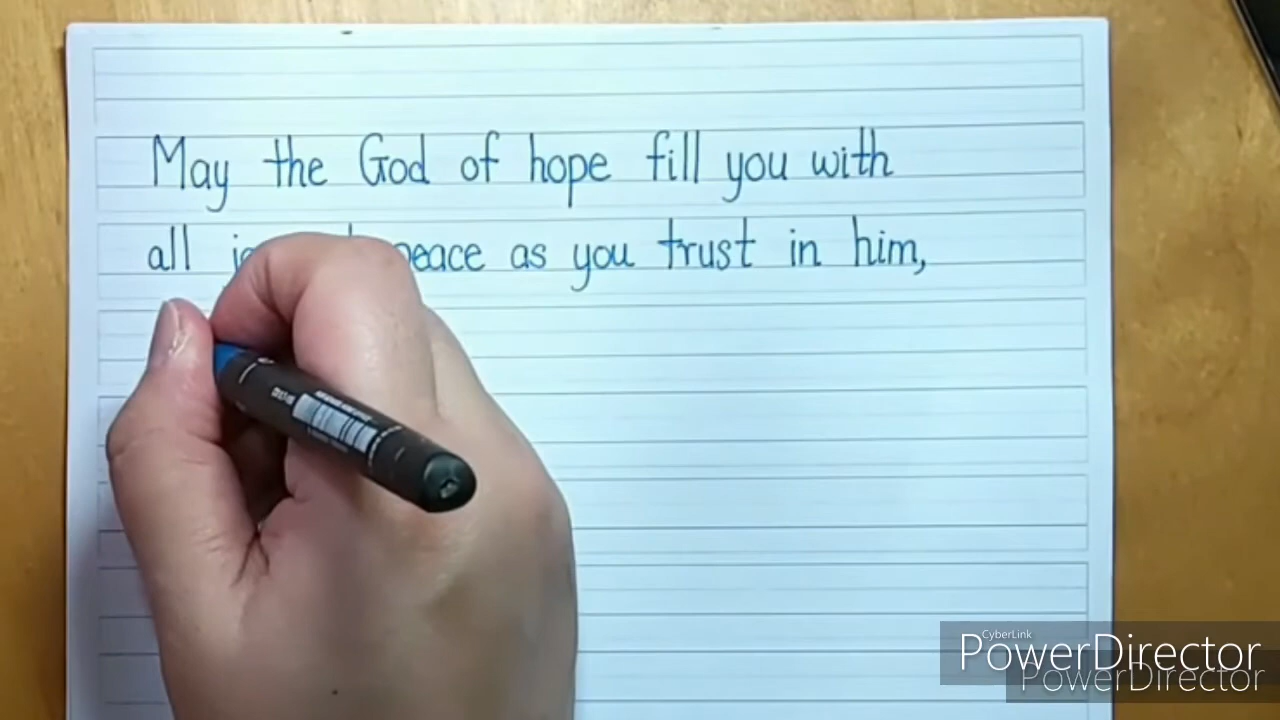 May the God of hope fill you with
all peace as you trust in him,
CyberLink
PowerDirector
PowerDirector